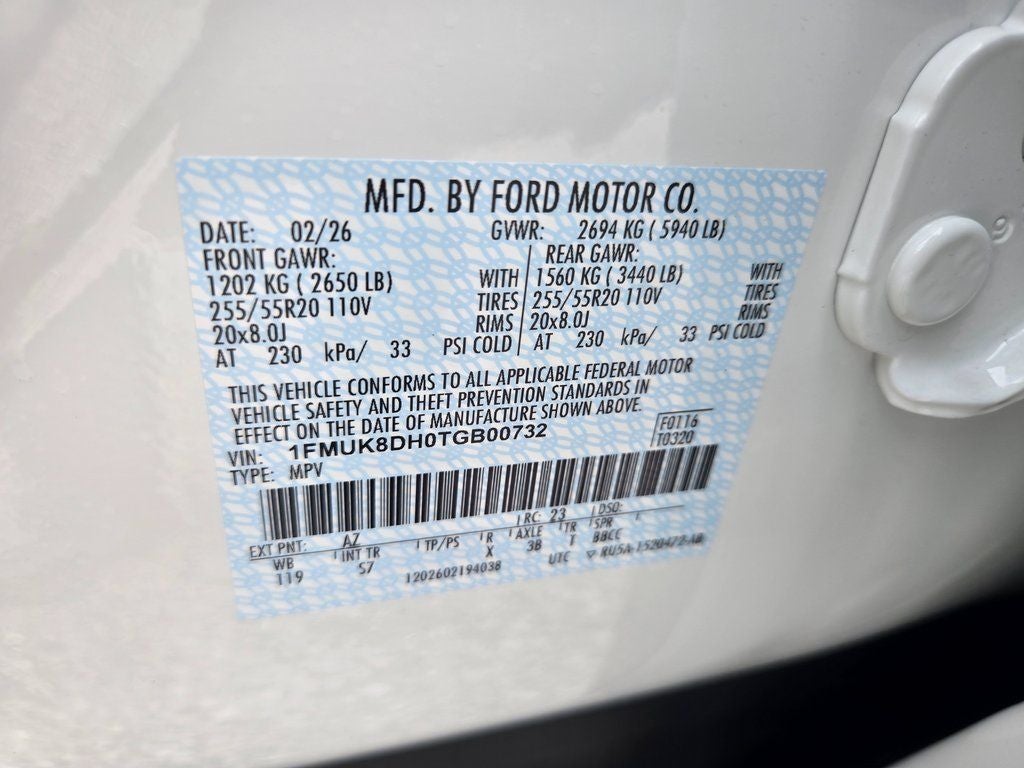 MFD. BY FORD MOTOR CO.
DATE: 02/26 GVWR: 2694 KG ( 5940 LB)
FRONT GAWR: REAR GAWR:
1202 KG ( 2650 LB) WITH 1560 KG ( 3440 LB) WITH
255/55R20 110V TIRES 255/55R20 110V TIRES
20x8.0J RIMS 20x8.0J RIMS
AT 230 kPa/ 33 PSI COLD AT 230 kPa/ 33 PSI COLD
THIS VEHICLE CONFORMS TO ALL APPLICABLE FEDERAL MOTOR
VEHICLE SAFETY AND THEFT PREVENTION STANDARDS IN
EFFECT ON THE DATE OF MANUFACTURE SHOWN ABOVE.
VIN: 1FMUK8DH0TGB00732 F0116
TYPE: MPV T0320
EXT PNT: AZ RC: 23 DSO:
WB INT TR TP/PS R AXLE TR SPR
119 S7 X 3B T BBCC
1202602194038 UTC RU5A-1520472-AB
9